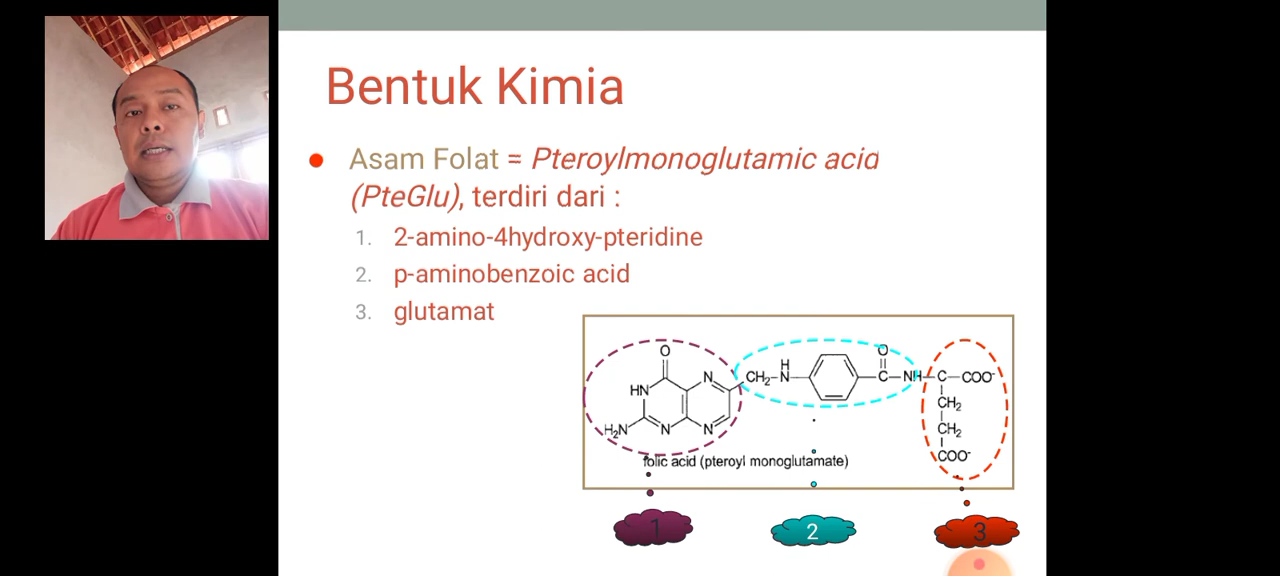 Bentuk Kimia
Asam Folat = Pteroylmonoglutamic acid
(PteGlu), terdiri dari :
1. 2-amino-4hydroxy-pteridine
2. p-aminobenzoic acid
3. glutamat
O
HN
N
N
N
H₂N
CH₂
H
N
O
C
NH
C
COO⁻
CH₂
CH₂
COO⁻
folic acid (pteroyl monoglutamate)
1
2
3